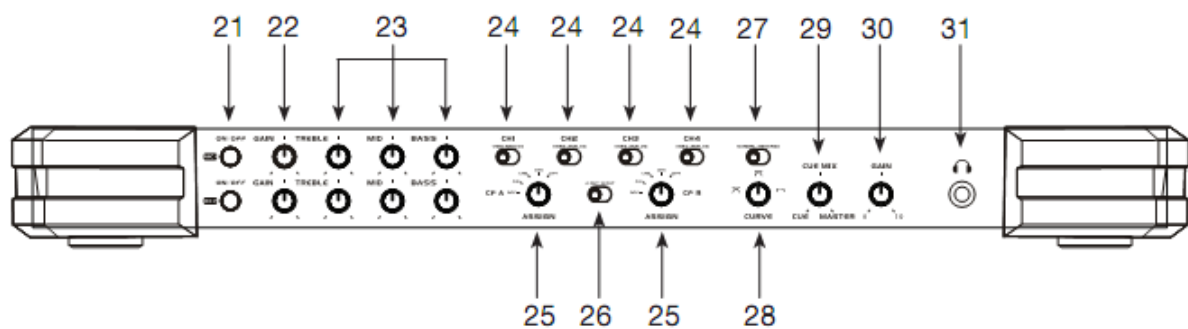 21 22 23 24 24 24 24 27 29 30 31
ON/OFF GAIN TREBLE MID BASS CH1 CH2 CH3 CH4
CUE MIX GAIN
ON/OFF GAIN TREBLE MID BASS CF A CF B
ASSIGN ASSIGN CURVE CUE MASTER 0 10
25 26 25 28